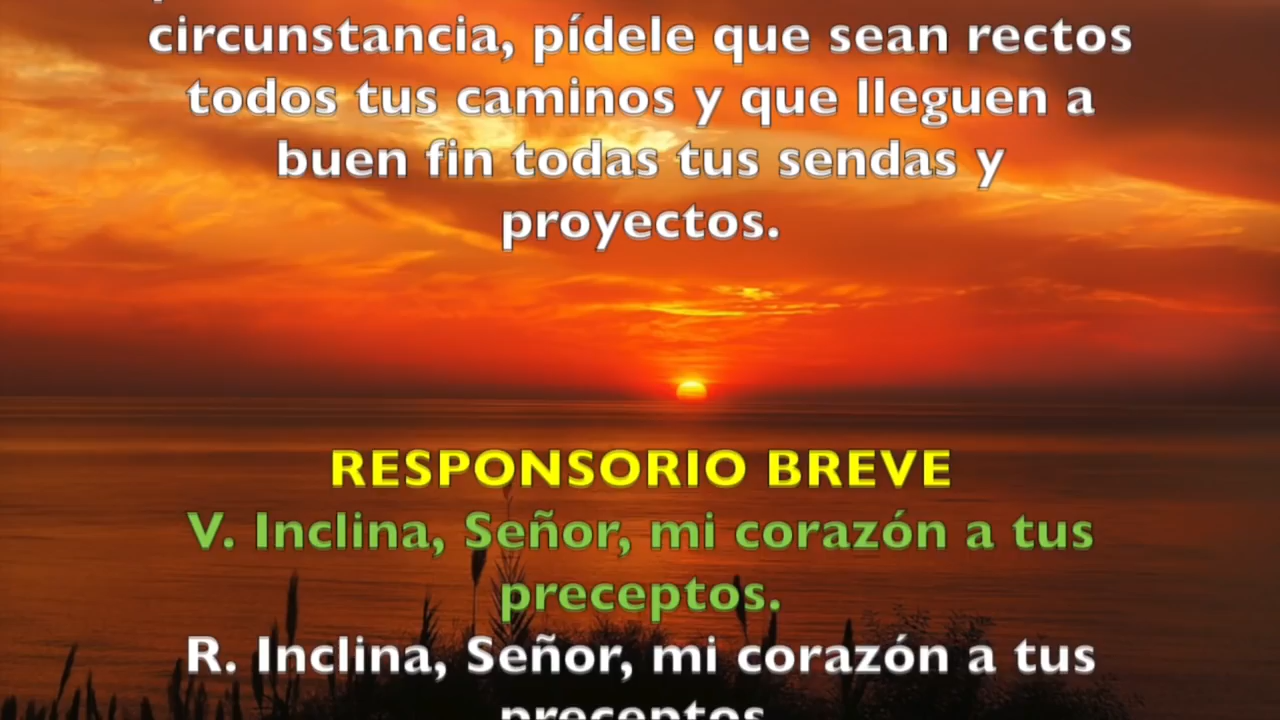 circunstancia, pídele que sean rectos
todos tus caminos y que lleguen a
buen fin todas tus sendas y
proyectos.
RESPONSORIO BREVE
V. Inclina, Señor, mi corazón a tus
preceptos.
R. Inclina, Señor, mi corazón a tus
preceptos.